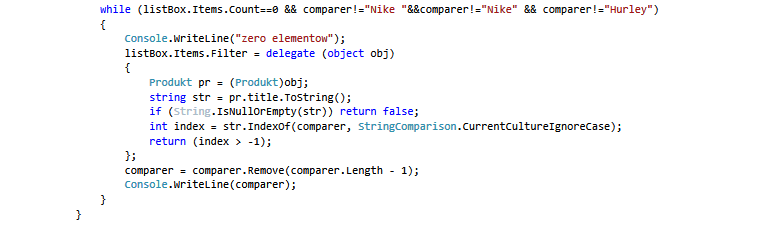 while (listBox.Items.Count==0 && comparer!="Nike "&&comparer!="Nike" && comparer!="Hurley")
{
Console.WriteLine("zero elementow");
listBox.Items.Filter = delegate (object obj)
{
Produkt pr = (Produkt)obj;
string str = pr.title.ToString();
if (String.IsNullOrEmpty(str)) return false;
int index = str.IndexOf(comparer, StringComparison.CurrentCultureIgnoreCase);
return (index > -1);
};
comparer = comparer.Remove(comparer.Length - 1);
Console.WriteLine(comparer);
}
}